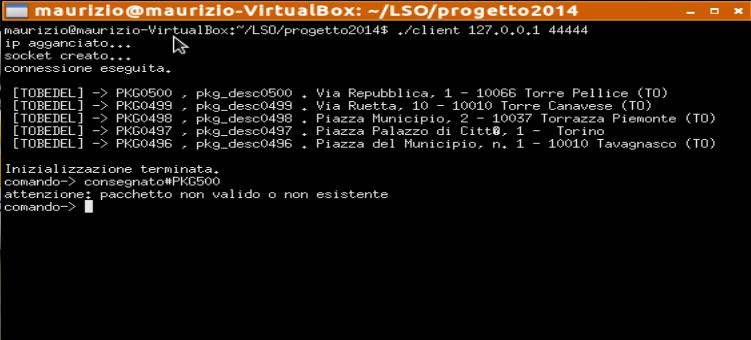 maurizio@maurizio-VirtualBox: ~/LSO/progetto2014
maurizio@maurizio-VirtualBox:~/LSO/progetto2014$ ./client 127.0.0.1 44444
ip agganciato...
socket creato...
connessione eseguita.
[TOBEDEL] -> PKG0500 , pkg_desc0500 . Via Repubblica, 1 - 10066 Torre Pellice (TO)
[TOBEDEL] -> PKG0499 , pkg_desc0499 . Via Ruetta, 10 - 10010 Torre Canavese (TO)
[TOBEDEL] -> PKG0498 , pkg_desc0498 . Piazza Municipio, 2 - 10037 Torrazza Piemonte (TO)
[TOBEDEL] -> PKG0497 , pkg_desc0497 . Piazza Palazzo di Citt�, 1 - Torino
[TOBEDEL] -> PKG0496 , pkg_desc0496 . Piazza del Municipio, n. 1 - 10010 Tavagnasco (TO)
Inizializzazione terminata.
comando-> consegnato#PKG500
attenzione: pacchetto non valido o non esistente
comando->